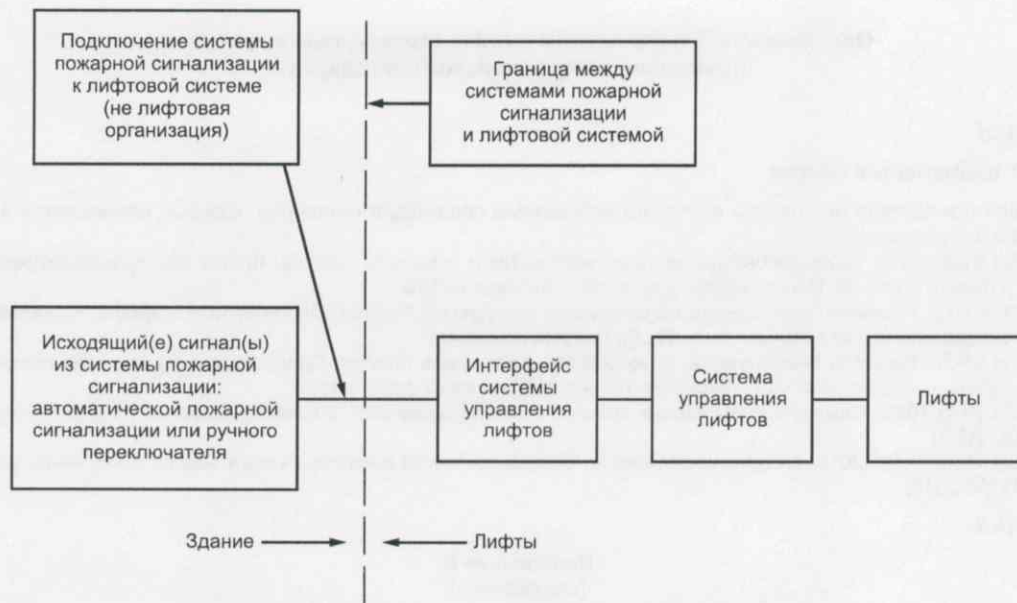 Подключение системы
пожарной сигнализации
к лифтовой системе
(не лифтовая
организация)
Граница между
системами пожарной
сигнализации
и лифтовой системой
Исходящий(е) сигнал(ы)
из системы пожарной
сигнализации:
автоматической пожарной
сигнализации или ручного
переключателя
Интерфейс
системы
управления
лифтов
Система
управления
лифтов
Лифты
Здание
Лифты